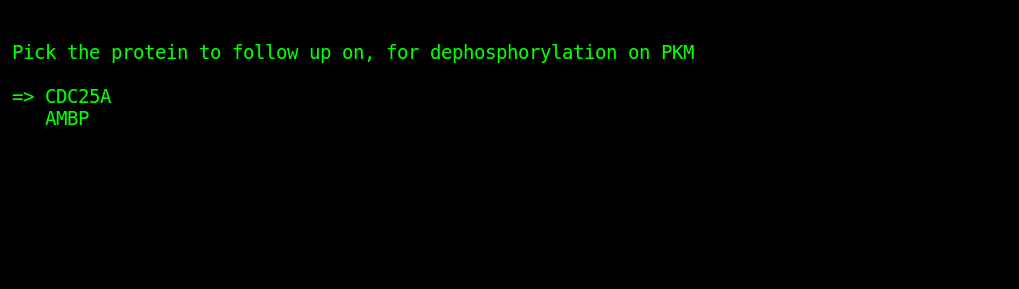 Pick the protein to follow up on, for dephosphorylation on PKM
=> CDC25A
AMBP